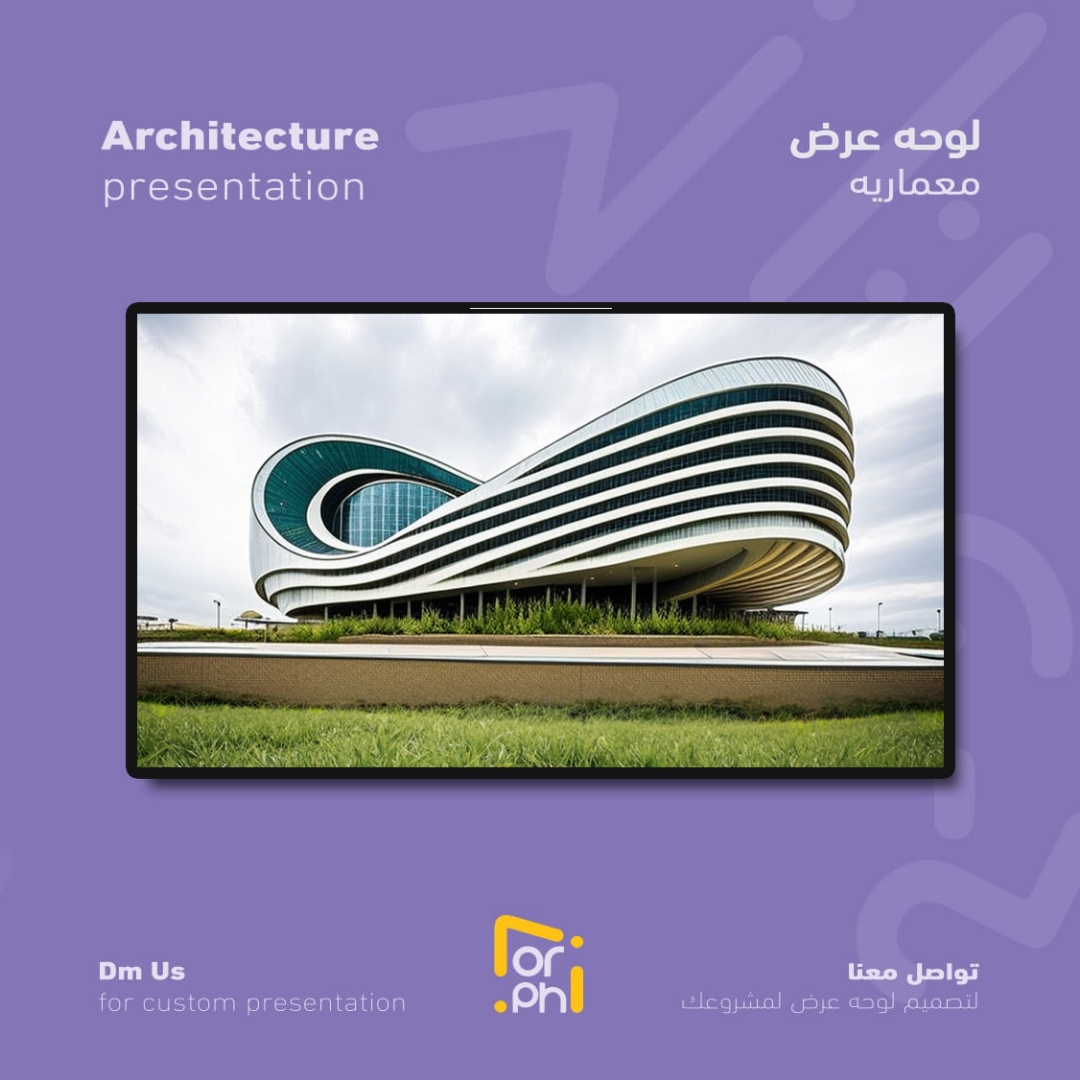 Architecture
presentation
لوحه عرض
معماريه
or
ph
Dm Us
for custom presentation
تواصل معنا
لتصميم لوحه عرض لمشروعك